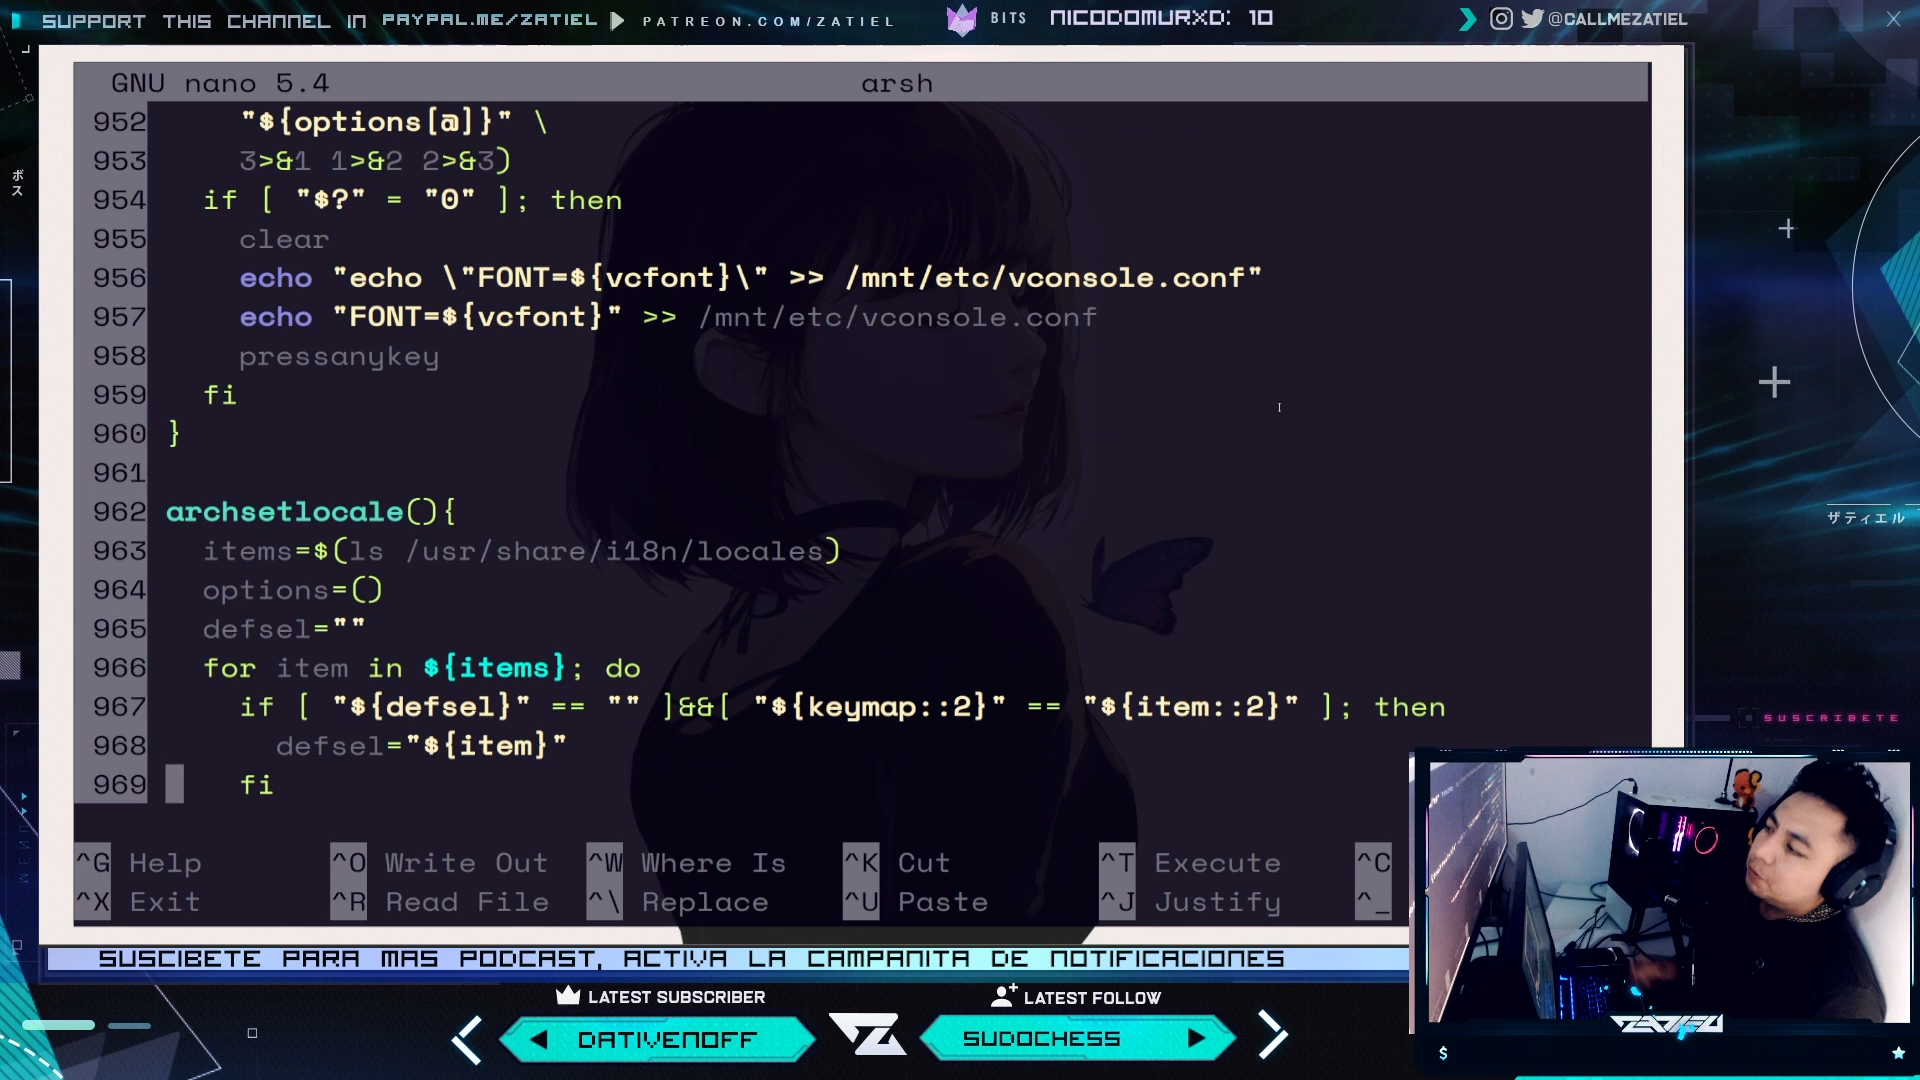 SUPPORT THIS CHANNEL IN PAYPAL.ME/ZATIEL PATREON.COM/ZATIEL BITS NICODOMURXD: 10 @CALLMEZATIEL
GNU nano 5.4 arsh
952 "${options[@]}" \
953 3>&1 1>&2 2>&3)
954 if [ "$?" = "0" ]; then
955 clear
956 echo "echo \"FONT=${vcfont}\" >> /mnt/etc/vconsole.conf"
957 echo "FONT=${vcfont}" >> /mnt/etc/vconsole.conf
958 pressanykey
959 fi
960 }
961
962 archsetlocale(){
963 items=$(ls /usr/share/i18n/locales)
964 options=()
965 defsel=""
966 for item in ${items}; do
967 if [ "${defsel}" == "" ]&&[ "${keymap::2}" == "${item::2}" ]; then
968 defsel="${item}"
969 fi
^G Help ^O Write Out ^W Where Is ^K Cut ^T Execute ^C
^X Exit ^R Read File ^\ Replace ^U Paste ^J Justify ^_
ボス
ザティエル
SUSCRIBETE
MENU
SUSCIBETE PARA MAS PODCAST, ACTIVA LA CAMPANITA DE NOTIFICACIONES
LATEST SUBSCRIBER LATEST FOLLOW
DATIVENOFF SUDOCHESS
ZATIEL
$